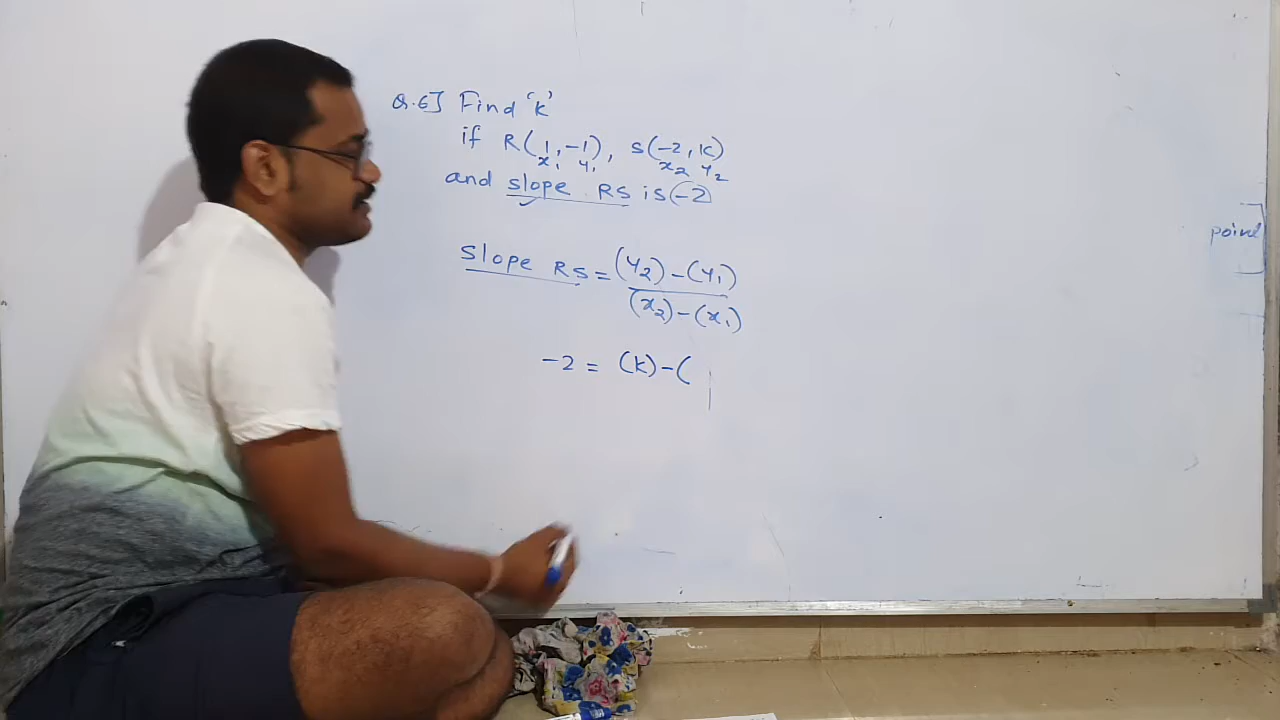 Q.6] Find 'k'
if R(1,-1), S(-2,k)
x₁ y₁ x₂ y₂
and slope RS is (-2
point
Slope RS = (y₂)-(y₁)
(x₂)-(x₁)
-2 = (k)-(